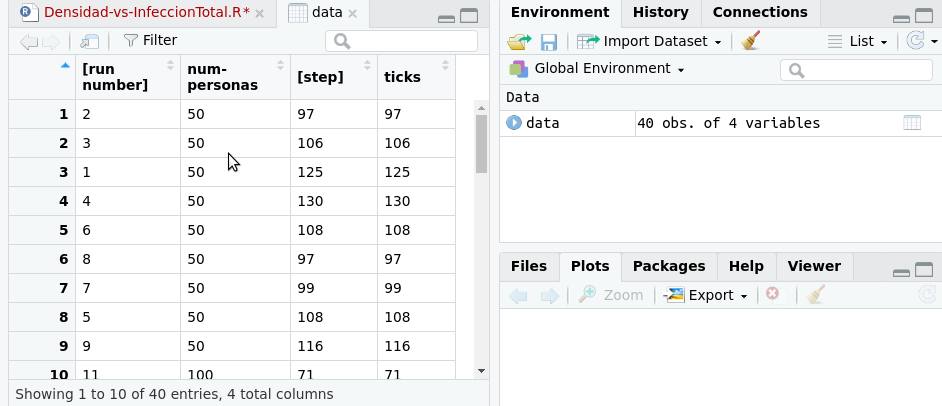 Densidad-vs-InfeccionTotal.R*
data
Filter
[run number]
num-personas
[step]
ticks
1 2 50 97 97
2 3 50 106 106
3 1 50 125 125
4 4 50 130 130
5 6 50 108 108
6 8 50 97 97
7 7 50 99 99
8 5 50 108 108
9 9 50 116 116
10 11 100 71 71
Showing 1 to 10 of 40 entries, 4 total columns
Environment History Connections
Import Dataset List
Global Environment
Data
data 40 obs. of 4 variables
Files Plots Packages Help Viewer
Zoom Export